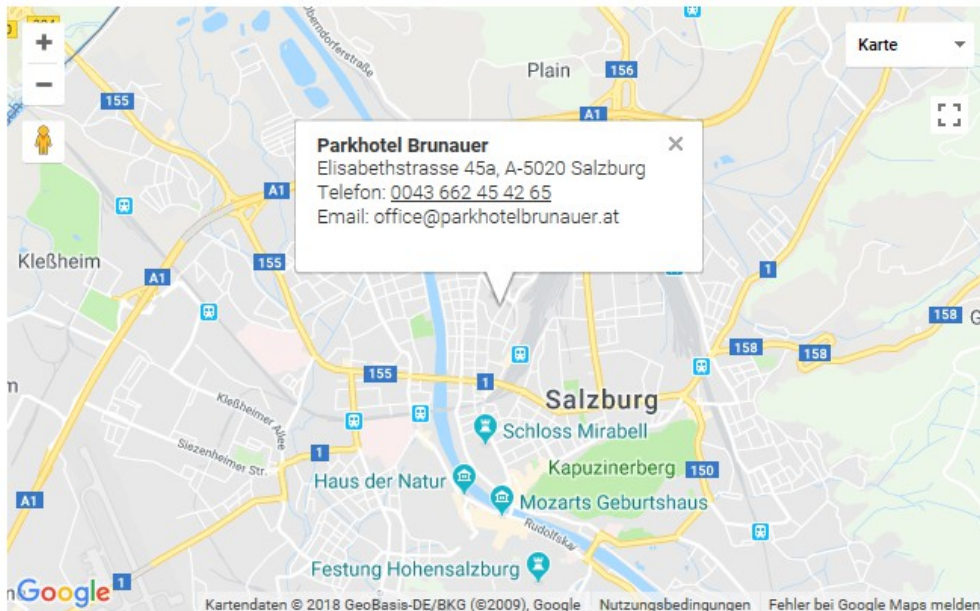 Oberndorferstraße
Karte
Plain
156
A1
155
Parkhotel Brunauer
Elisabethstrasse 45a, A-5020 Salzburg
Telefon: 0043 662 45 42 65
Email: office@parkhotelbrunauer.at
A1
Kleßheim
155
1
A1
158
158
158
155
1
Salzburg
Kleßheimer Allee
Schloss Mirabell
Siezenheimer Str.
1
Kapuzinerberg
150
Haus der Natur
A1
Mozarts Geburtshaus
Rudolfskai
Festung Hohensalzburg
1
Google
Kartendaten © 2018 GeoBasis-DE/BKG (©2009), Google
Nutzungsbedingungen
Fehler bei Google Maps melde